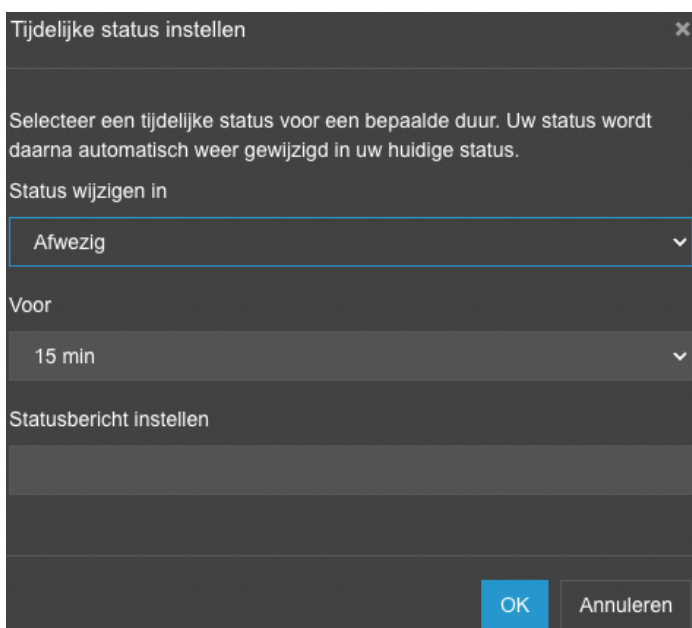 Tijdelijke status instellen
Selecteer een tijdelijke status voor een bepaalde duur. Uw status wordt
daarna automatisch weer gewijzigd in uw huidige status.
Status wijzigen in
Afwezig
Voor
15 min
Statusbericht instellen
OK
Annuleren